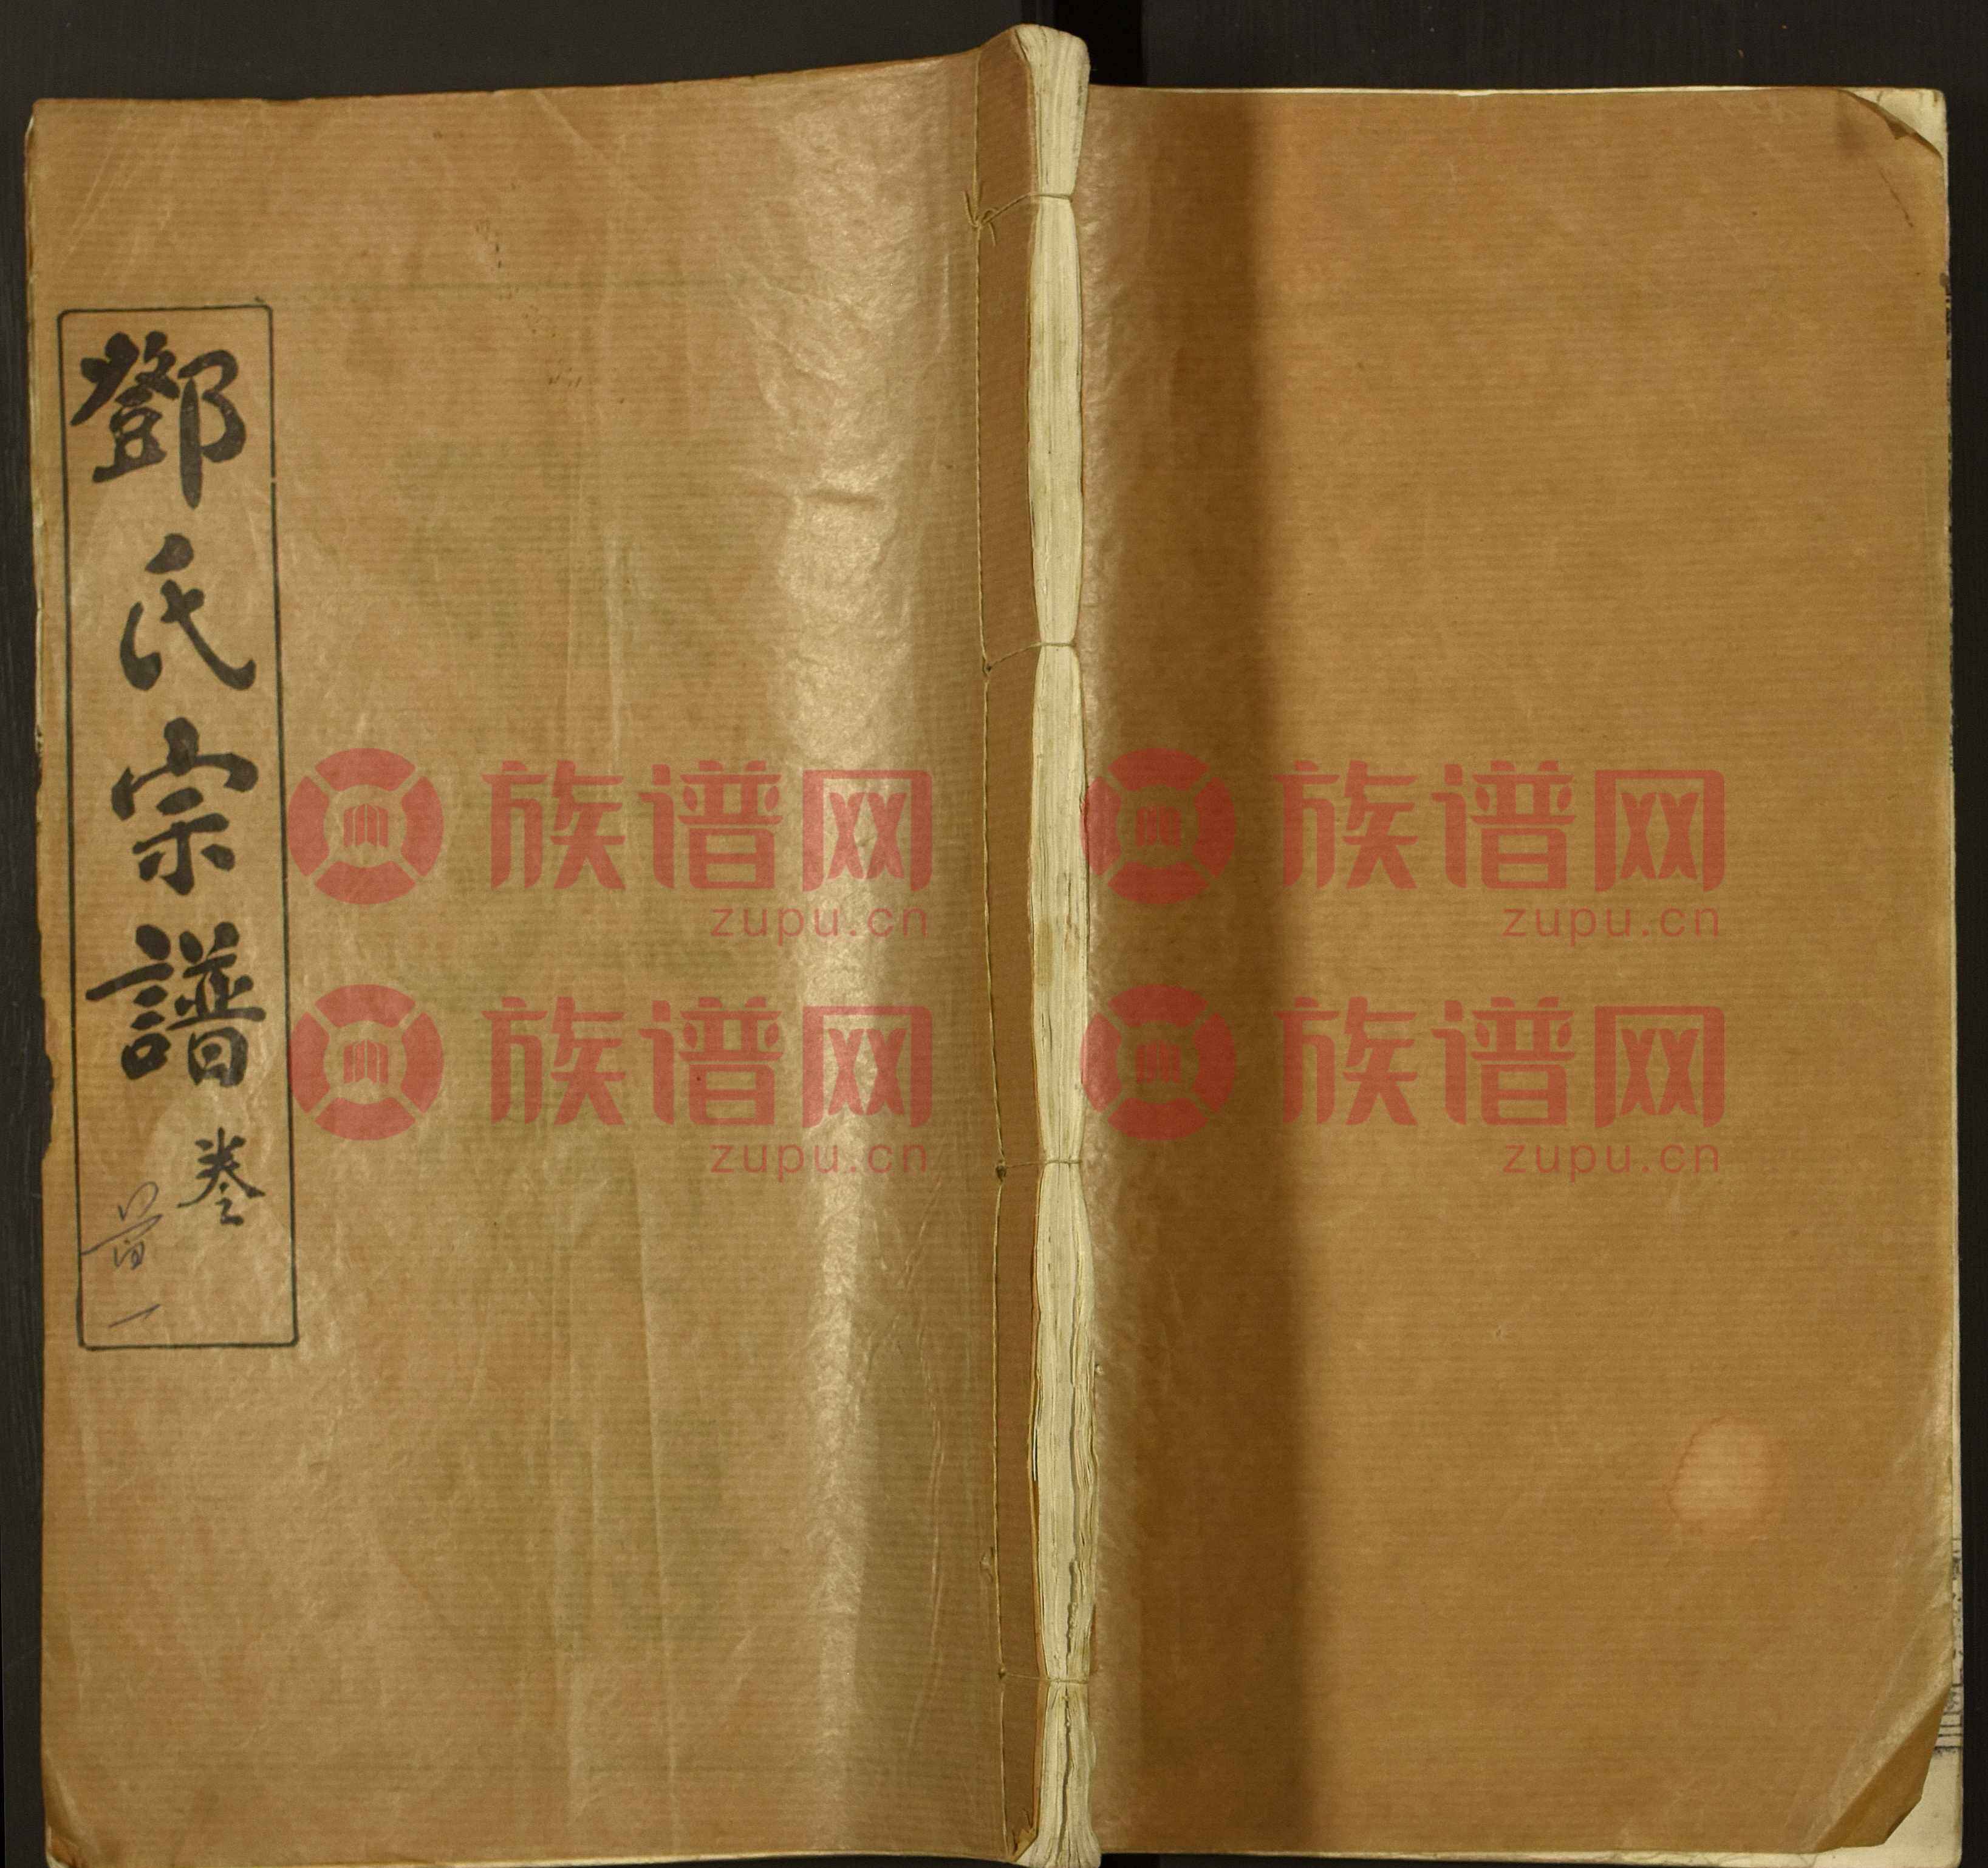 鄧氏宗譜
卷
首
一
族谱网 族谱网
zupu.cn zupu.cn
族谱网 族谱网
zupu.cn zupu.cn